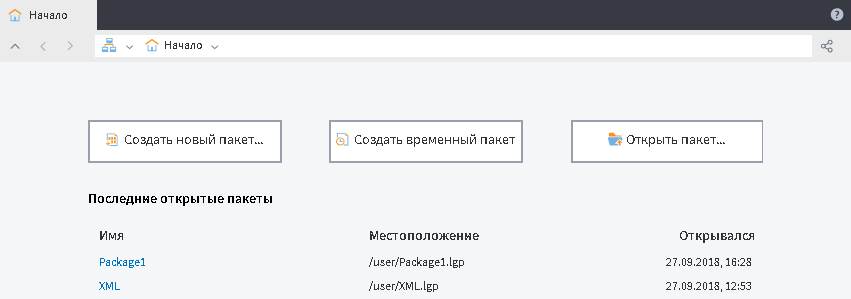 Начало
Начало
Создать новый пакет... Создать временный пакет Открыть пакет...
Последние открытые пакеты
Имя Местоположение Открывался
Package1 /user/Package1.lgp 27.09.2018, 16:28
XML /user/XML.lgp 27.09.2018, 12:53